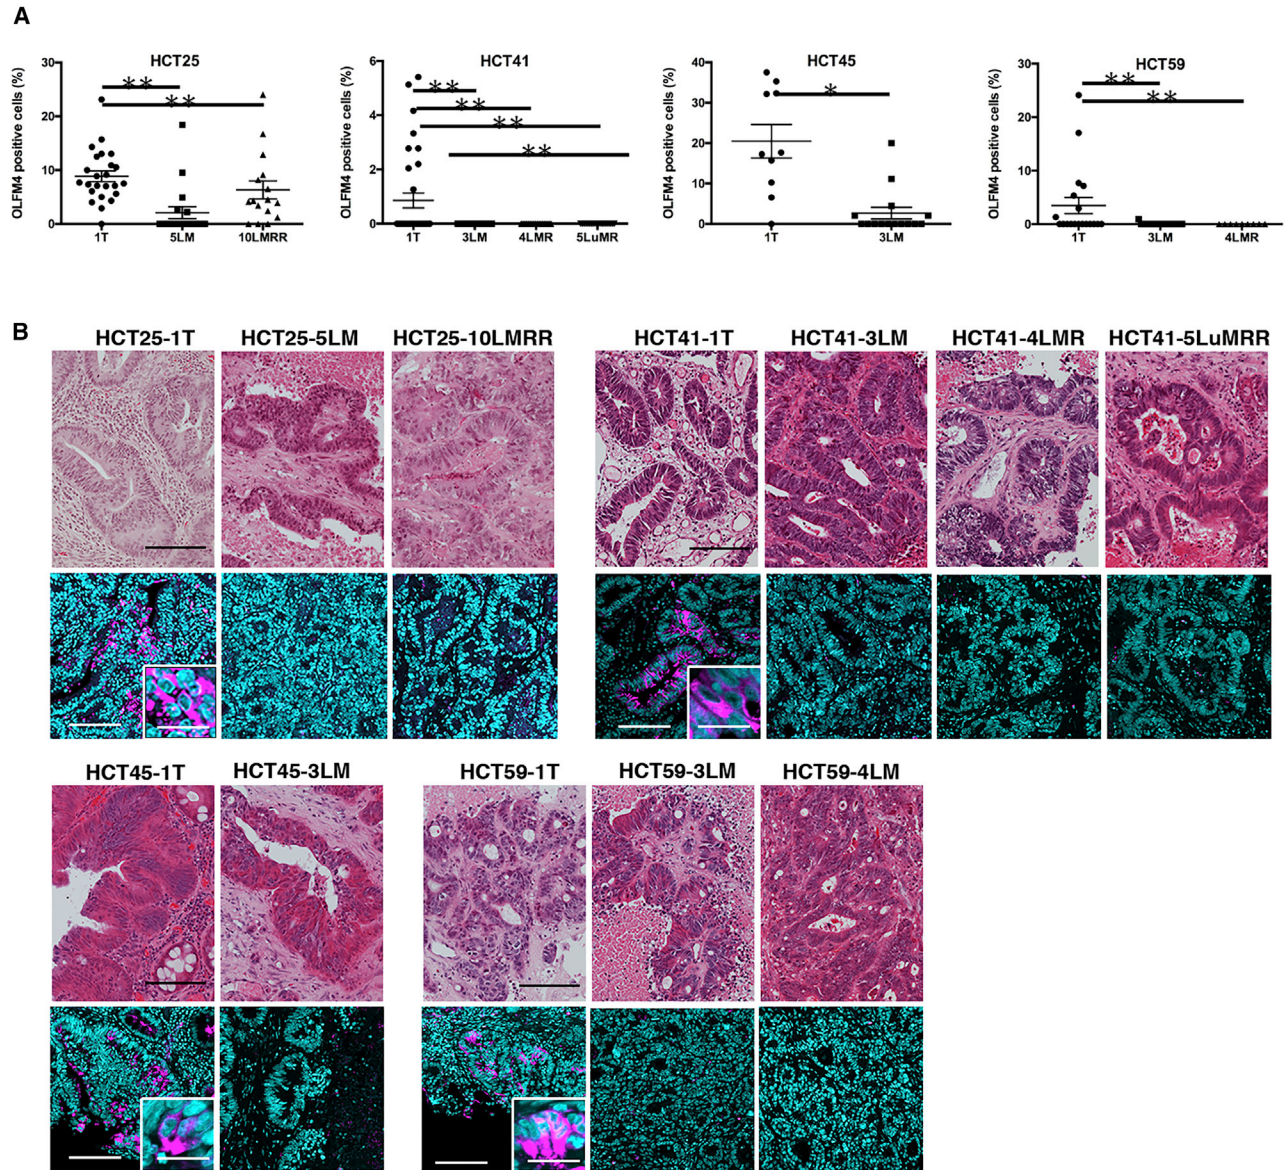 A
HCT25
OLFM4 positive cells (%)
30
20
10
0
**
**
1T 5LM 10LMRR
HCT41
OLFM4 positive cells (%)
6
4
2
0
**
**
**
**
1T 3LM 4LMR 5LuMR
HCT45
OLFM4 positive cells (%)
40
30
20
10
0
*
1T 3LM
HCT59
OLFM4 positive cells (%)
30
20
10
0
**
**
1T 3LM 4LMR
B
HCT25-1T HCT25-5LM HCT25-10LMRR HCT41-1T HCT41-3LM HCT41-4LMR HCT41-5LuMRR
HCT45-1T HCT45-3LM HCT59-1T HCT59-3LM HCT59-4LM